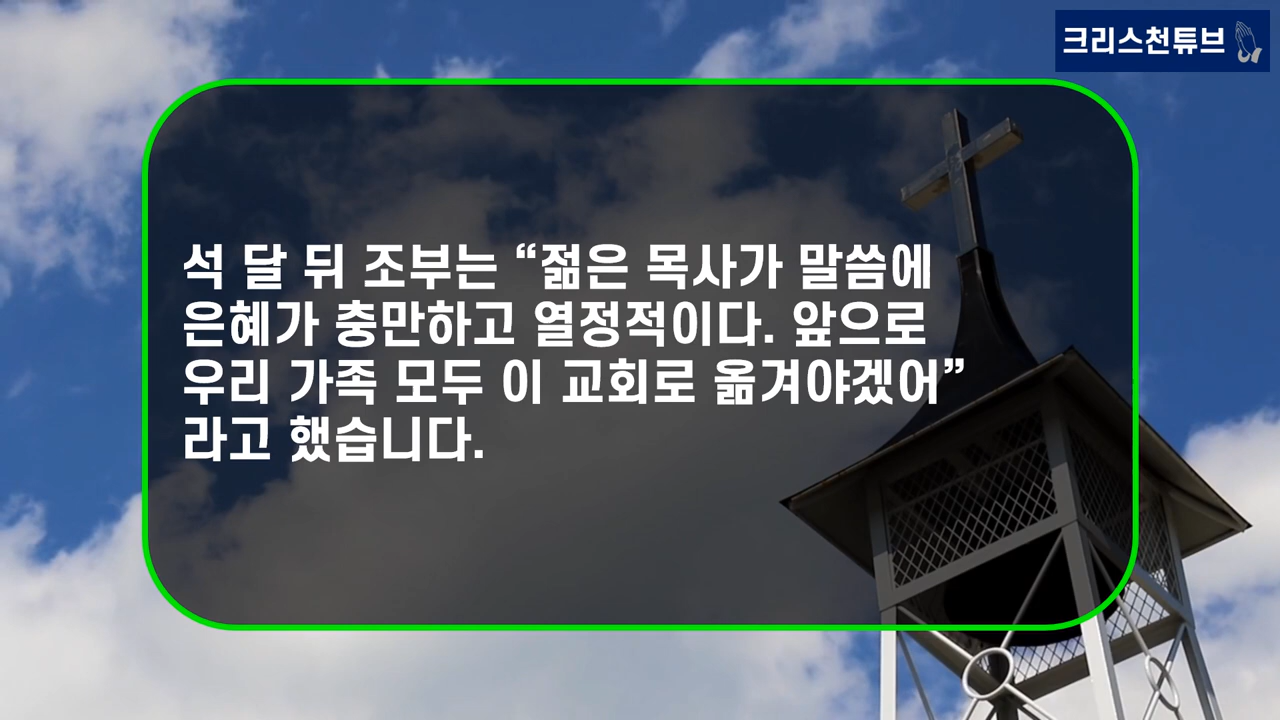 크리스천튜브
석 달 뒤 조부는 “젊은 목사가 말씀에
은혜가 충만하고 열정적이다. 앞으로
우리 가족 모두 이 교회로 옮겨야겠어”
라고 했습니다.